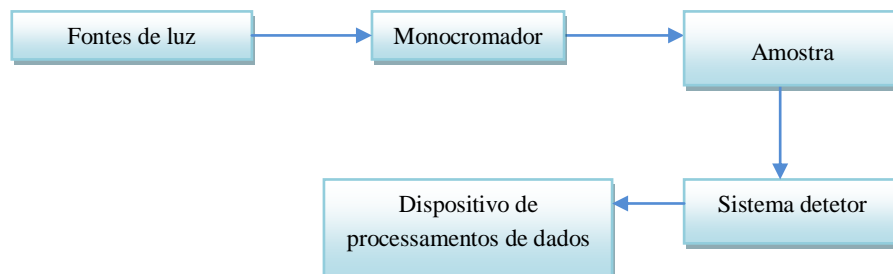 Fontes de luz
Monocromador
Amostra
Sistema detetor
Dispositivo de
processamentos de dados